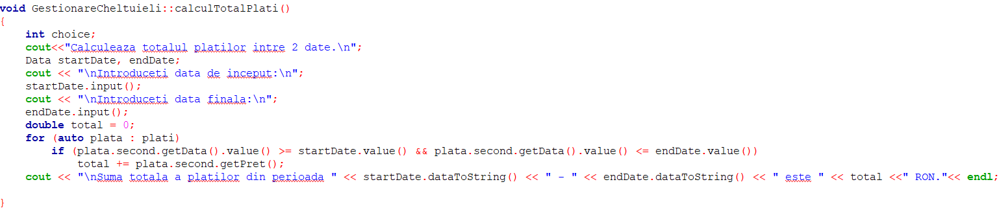 void GestionareCheltuieli::calculTotalPlati()
{
    int choice;
    cout<<"Calculeaza totalul platilor intre 2 date.\n";
    Data startDate, endDate;
    cout << "\nIntroduceti data de inceput:\n";
    startDate.input();
    cout << "\nIntroduceti data finala:\n";
    endDate.input();
    double total = 0;
    for (auto plata : plati)
        if (plata.second.getData().value() >= startDate.value() && plata.second.getData().value() <= endDate.value())
            total += plata.second.getPret();
    cout << "\nSuma totala a platilor din perioada " << startDate.dataToString() << " - " << endDate.dataToString() << " este " << total <<" RON."<< endl;
}